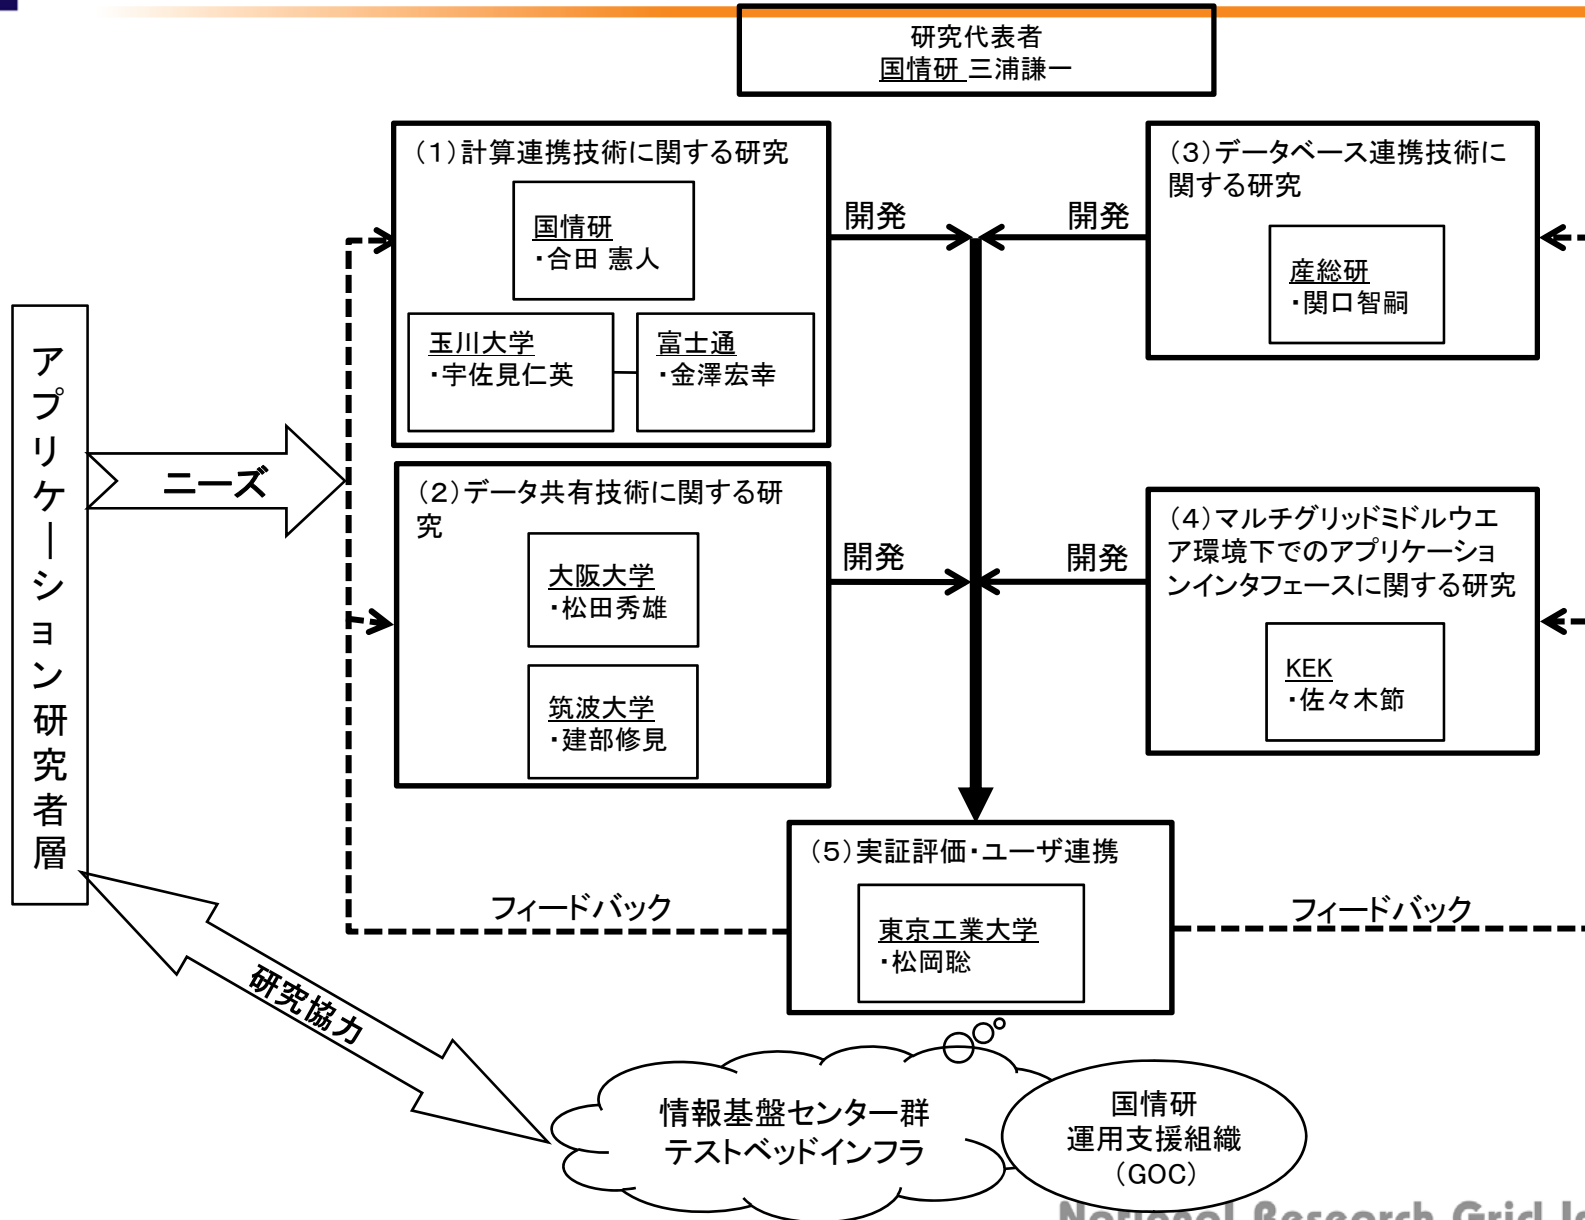 研究代表者
国情研 三浦謙一
(1)計算連携技術に関する研究
国情研
・合田 憲人
玉川大学
・宇佐見仁英
富士通
・金澤宏幸
開発
開発
(3)データベース連携技術に
関する研究
産総研
・関口智嗣
アプリケーション研究者層
ニーズ
(2)データ共有技術に関する研
究
大阪大学
・松田秀雄
筑波大学
・建部修見
開発
開発
(4)マルチグリッドミドルウエ
ア環境下でのアプリケーショ
ンインタフェースに関する研究
KEK
・佐々木節
(5)実証評価・ユーザ連携
東京工業大学
・松岡聡
フィードバック
フィードバック
研究協力
情報基盤センター群
テストベッドインフラ
国情研
運用支援組織
(GOC)
National Research Grid